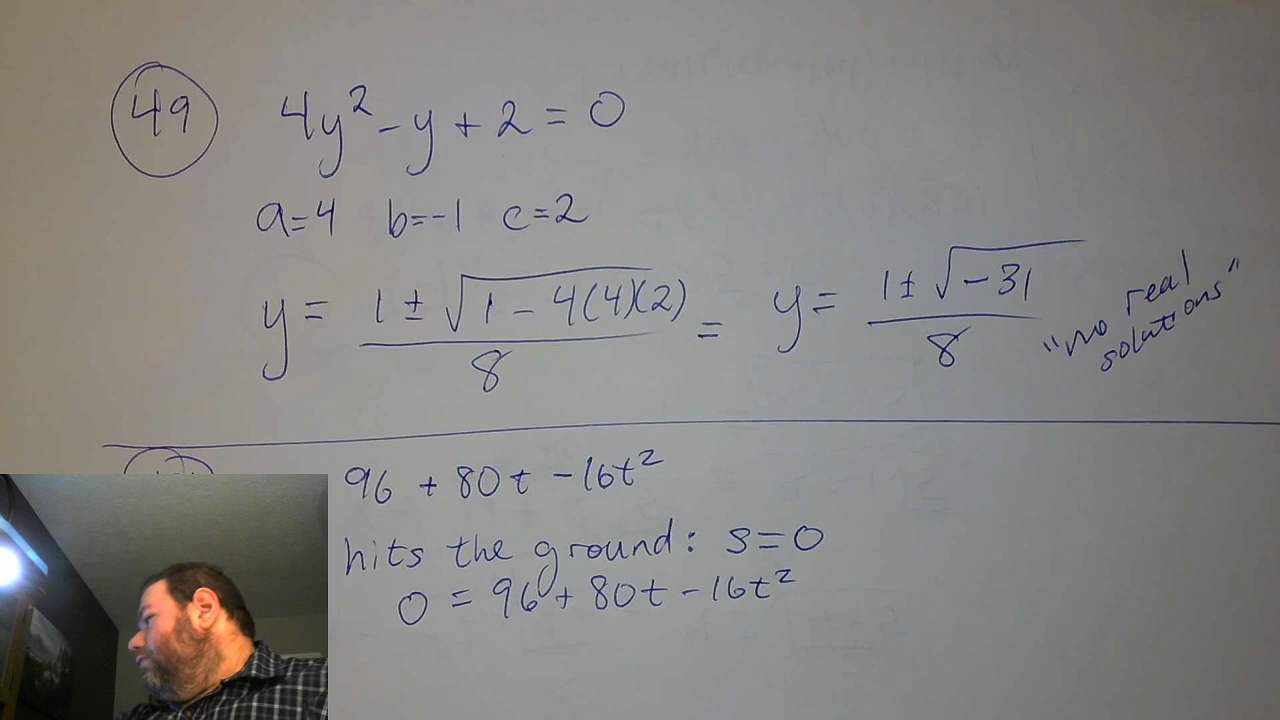 49 4y² - y + 2 = 0
a=4 b=-1 c=2
y = 1 ± √1 - 4(4)(2) / 8 = y = 1 ± √-31 / 8 "no real solutions"
96 + 80t - 16t²
hits the ground: s=0
0 = 96 + 80t - 16t²